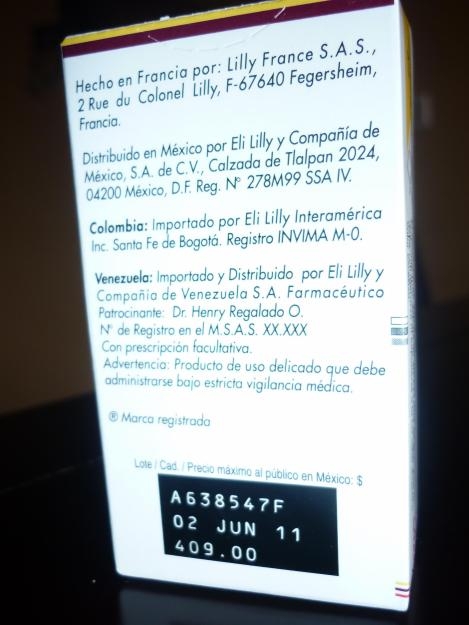 Hecho en Francia por: Lilly France S.A.S.,
2 Rue du Colonel Lilly, F-67640 Fegersheim,
Francia.
Distribuido en México por Eli Lilly y Compañía de
México, S.A. de C.V., Calzada de Tlalpan 2024,
04200 México, D.F. Reg. Nº 278M99 SSA IV.
Colombia: Importado por Eli Lilly Interamérica
Inc. Santa Fe de Bogotá. Registro INVIMA M-0.
Venezuela: Importado y Distribuido por Eli Lilly y
Compañia de Venezuela S.A. Farmacéutico
Patrocinante: Dr. Henry Regalado O.
Nº de Registro en el M.S.A.S. XX.XXX
Con prescripción facultativa.
Advertencia: Producto de uso delicado que debe
administrarse bajo estricta vigilancia médica.
® Marca registrada
Lote / Cad. / Precio máximo al público en México: $
A638547F
02 JUN 11
409.00